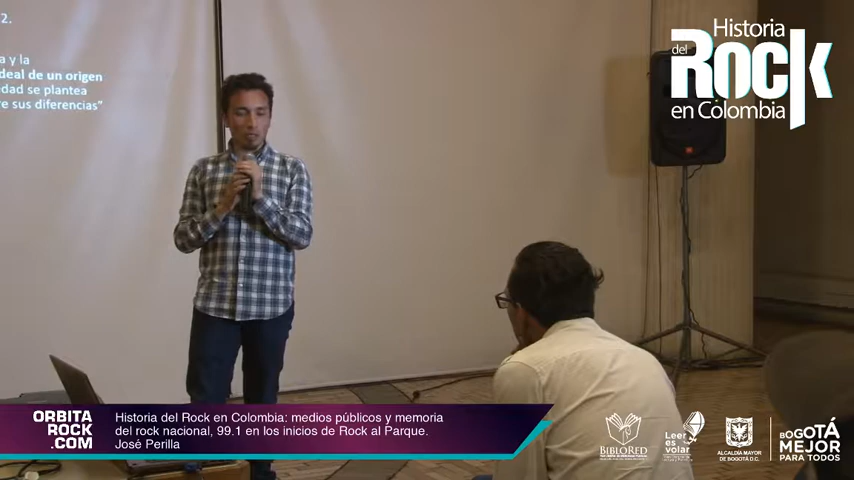 2.
a y la
deal de un origen
edad se plantea
e sus diferencias"
Historia
del Rock
en Colombia
JBL
ORBITA
ROCK
.COM
Historia del Rock en Colombia: medios públicos y memoria
del rock nacional, 99.1 en los inicios de Rock al Parque.
José Perilla
BIBLORED
Leer
es
volar
ALCALDÍA MAYOR
DE BOGOTÁ D.C.
BOGOTÁ
MEJOR
PARA TODOS